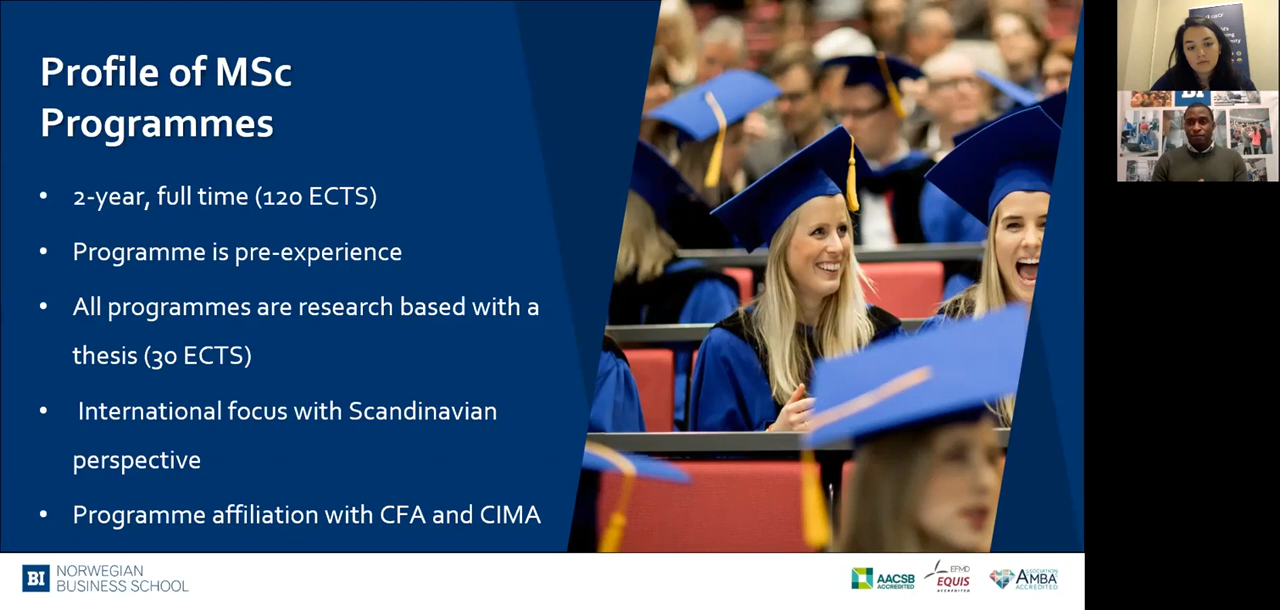 Profile of MSc
Programmes
• 2-year, full time (120 ECTS)
• Programme is pre-experience
• All programmes are research based with a
thesis (30 ECTS)
• International focus with Scandinavian
perspective
• Programme affiliation with CFA and CIMA
BI NORWEGIAN
BUSINESS SCHOOL
AACSB
ACCREDITED
EFMD
EQUIS
ACCREDITED
ASSOCIATION
AMBA
ACCREDITED
BI